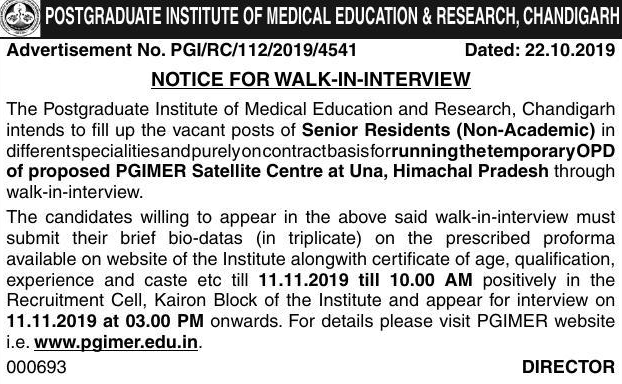 POSTGRADUATE INSTITUTE OF MEDICAL EDUCATION & RESEARCH, CHANDIGARH
Advertisement No. PGI/RC/112/2019/4541 Dated: 22.10.2019
NOTICE FOR WALK-IN-INTERVIEW
The Postgraduate Institute of Medical Education and Research, Chandigarh
intends to fill up the vacant posts of Senior Residents (Non-Academic) in
different specialities and purely on contract basis for running the temporary OPD
of proposed PGIMER Satellite Centre at Una, Himachal Pradesh through
walk-in-interview.
The candidates willing to appear in the above said walk-in-interview must
submit their brief bio-datas (in triplicate) on the prescribed proforma
available on website of the Institute alongwith certificate of age, qualification,
experience and caste etc till 11.11.2019 till 10.00 AM positively in the
Recruitment Cell, Kairon Block of the Institute and appear for interview on
11.11.2019 at 03.00 PM onwards. For details please visit PGIMER website
i.e. www.pgimer.edu.in.
000693 DIRECTOR